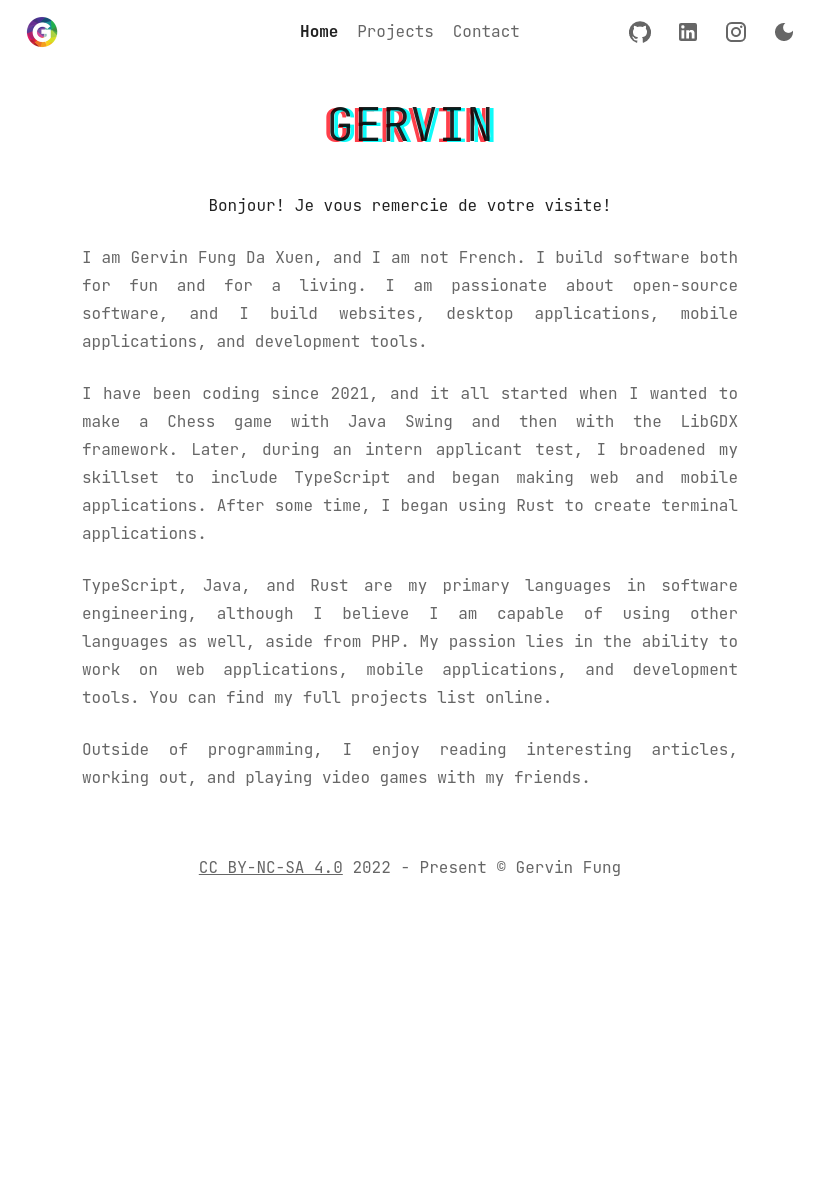 G
Home Projects Contact
GERVIN
Bonjour! Je vous remercie de votre visite!
I am Gervin Fung Da Xuen, and I am not French. I build software both
for fun and for a living. I am passionate about open-source
software, and I build websites, desktop applications, mobile
applications, and development tools.
I have been coding since 2021, and it all started when I wanted to
make a Chess game with Java Swing and then with the LibGDX
framework. Later, during an intern applicant test, I broadened my
skillset to include TypeScript and began making web and mobile
applications. After some time, I began using Rust to create terminal
applications.
TypeScript, Java, and Rust are my primary languages in software
engineering, although I believe I am capable of using other
languages as well, aside from PHP. My passion lies in the ability to
work on web applications, mobile applications, and development
tools. You can find my full projects list online.
Outside of programming, I enjoy reading interesting articles,
working out, and playing video games with my friends.
CC BY-NC-SA 4.0 2022 - Present © Gervin Fung